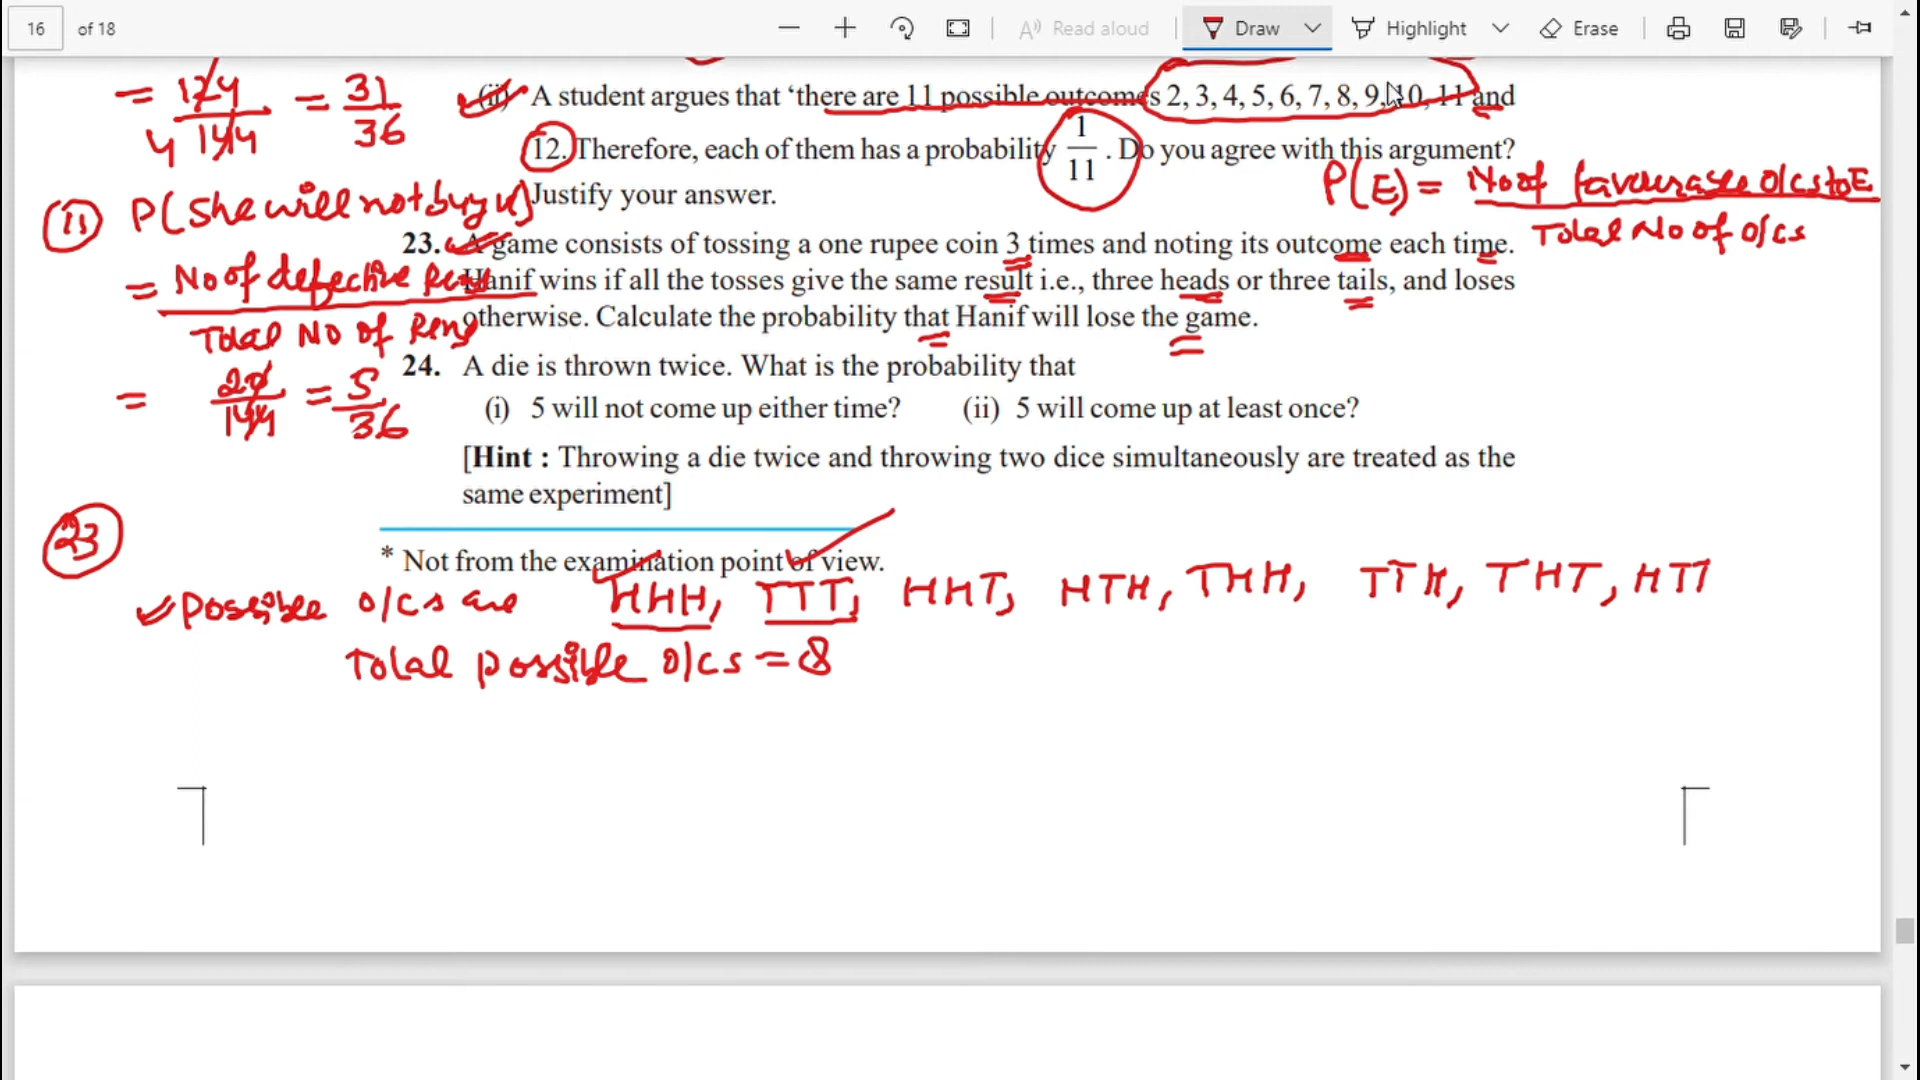 16 of 18 Read aloud Draw Highlight Erase
= 124/144 = 31/36
4
(ii) A student argues that ‘there are 11 possible outcomes 2, 3, 4, 5, 6, 7, 8, 9, 10, 11 and
12. Therefore, each of them has a probability 1/11 . Do you agree with this argument?
Justify your answer.
P(E) = No of favourable o/cs to E / Total No of o/cs
(ii) P(She will not buy it)
= No of defective Pens / Total No of Pens
= 20/144 = 5/36
23. A game consists of tossing a one rupee coin 3 times and noting its outcome each time.
Hanif wins if all the tosses give the same result i.e., three heads or three tails, and loses
otherwise. Calculate the probability that Hanif will lose the game.
24. A die is thrown twice. What is the probability that
(i) 5 will not come up either time? (ii) 5 will come up at least once?
[Hint : Throwing a die twice and throwing two dice simultaneously are treated as the
same experiment]
* Not from the examination point of view.
23
Possible o/cs are HHH, TTT, HHT, HTH, THH, TTH, THT, HTT
Total possible o/cs = 8